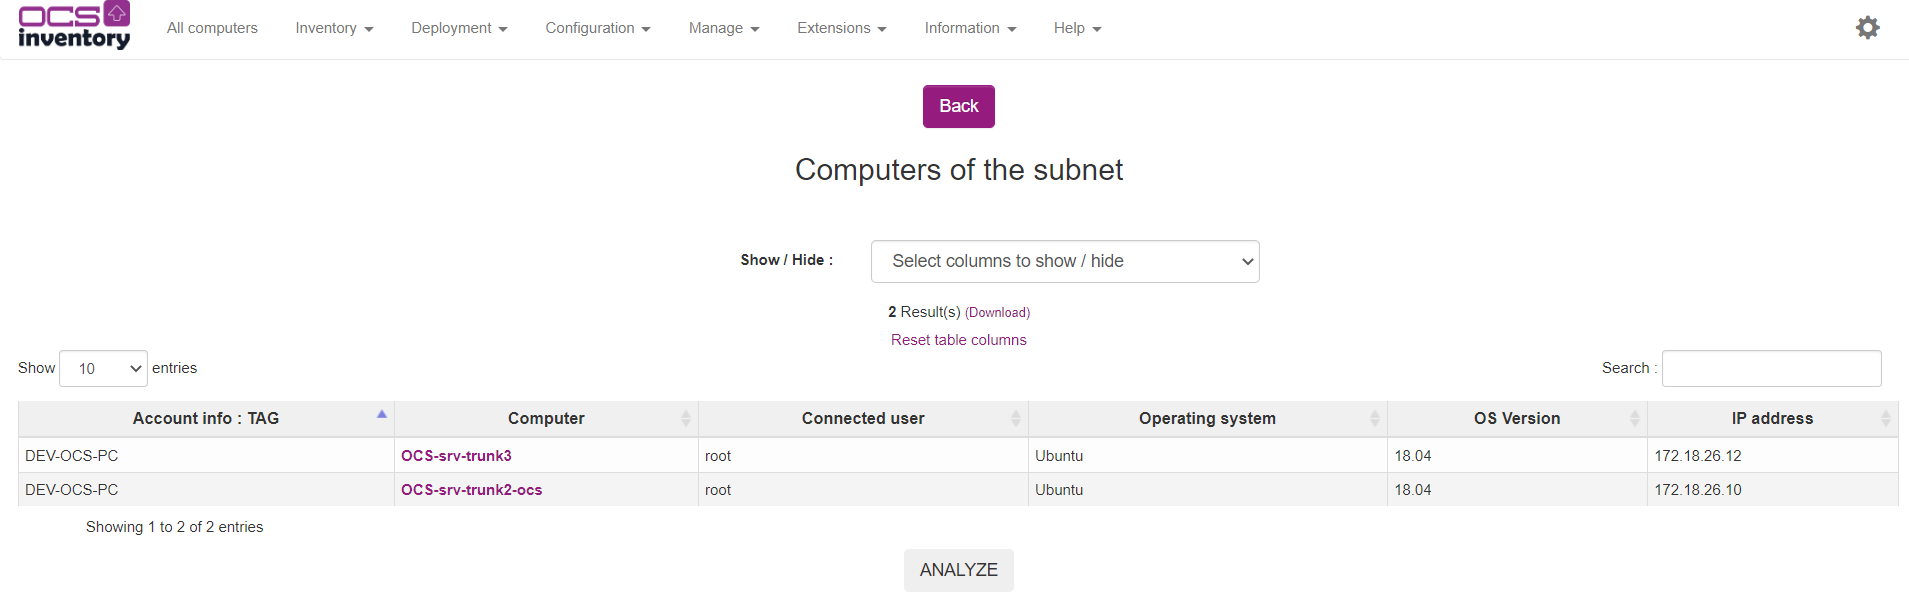 OCS
inventory
All computers Inventory Deployment Configuration Manage Extensions Information Help
Back
Computers of the subnet
Show / Hide : Select columns to show / hide
2 Result(s) (Download)
Reset table columns
Show 10 entries Search :
Account info : TAG Computer Connected user Operating system OS Version IP address
DEV-OCS-PC OCS-srv-trunk3 root Ubuntu 18.04 172.18.26.12
DEV-OCS-PC OCS-srv-trunk2-ocs root Ubuntu 18.04 172.18.26.10
Showing 1 to 2 of 2 entries
ANALYZE